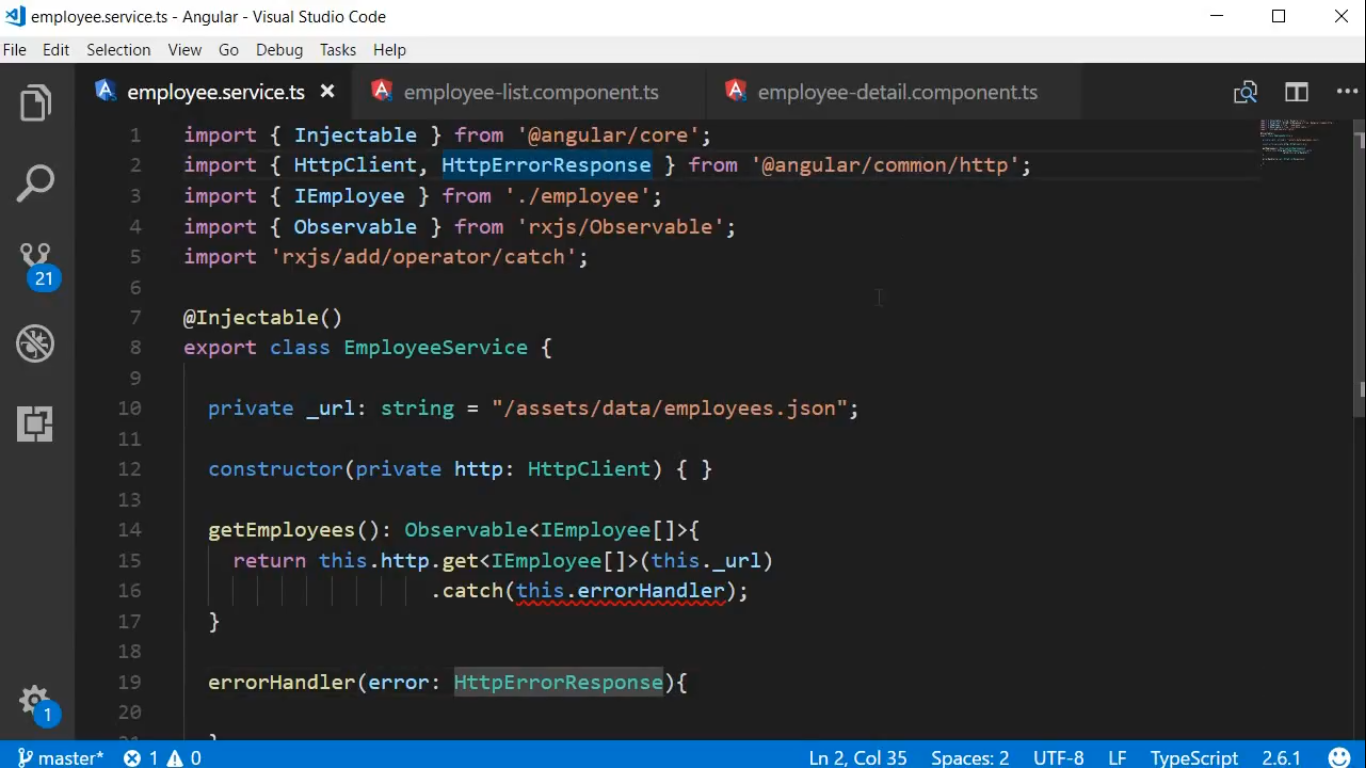 employee.service.ts - Angular - Visual Studio Code
File Edit Selection View Go Debug Tasks Help
employee.service.ts employee-list.component.ts employee-detail.component.ts
1 import { Injectable } from '@angular/core';
2 import { HttpClient, HttpErrorResponse } from '@angular/common/http';
3 import { IEmployee } from './employee';
4 import { Observable } from 'rxjs/Observable';
5 import 'rxjs/add/operator/catch';
6
7 @Injectable()
8 export class EmployeeService {
9
10 private _url: string = "/assets/data/employees.json";
11
12 constructor(private http: HttpClient) { }
13
14 getEmployees(): Observable<IEmployee[]>{
15 return this.http.get<IEmployee[]>(this._url)
16 .catch(this.errorHandler);
17 }
18
19 errorHandler(error: HttpErrorResponse){
20
21
1
master* 1 0 Ln 2, Col 35 Spaces: 2 UTF-8 LF TypeScript 2.6.1